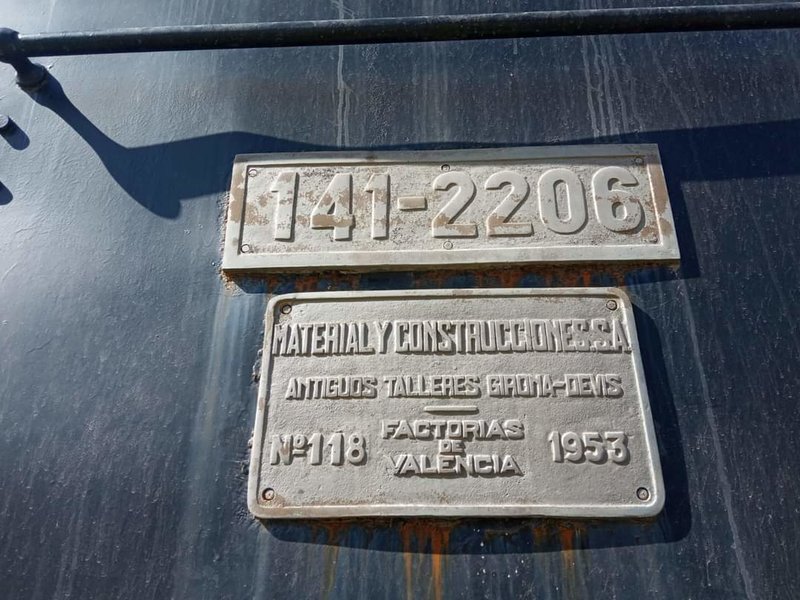 141-2206
MATERIAL Y CONSTRUCCIONES.S.A.
ANTIGUOS TALLERES GIRONA-DEVIS
FACTORIAS
DE
Nº118 VALENCIA 1953